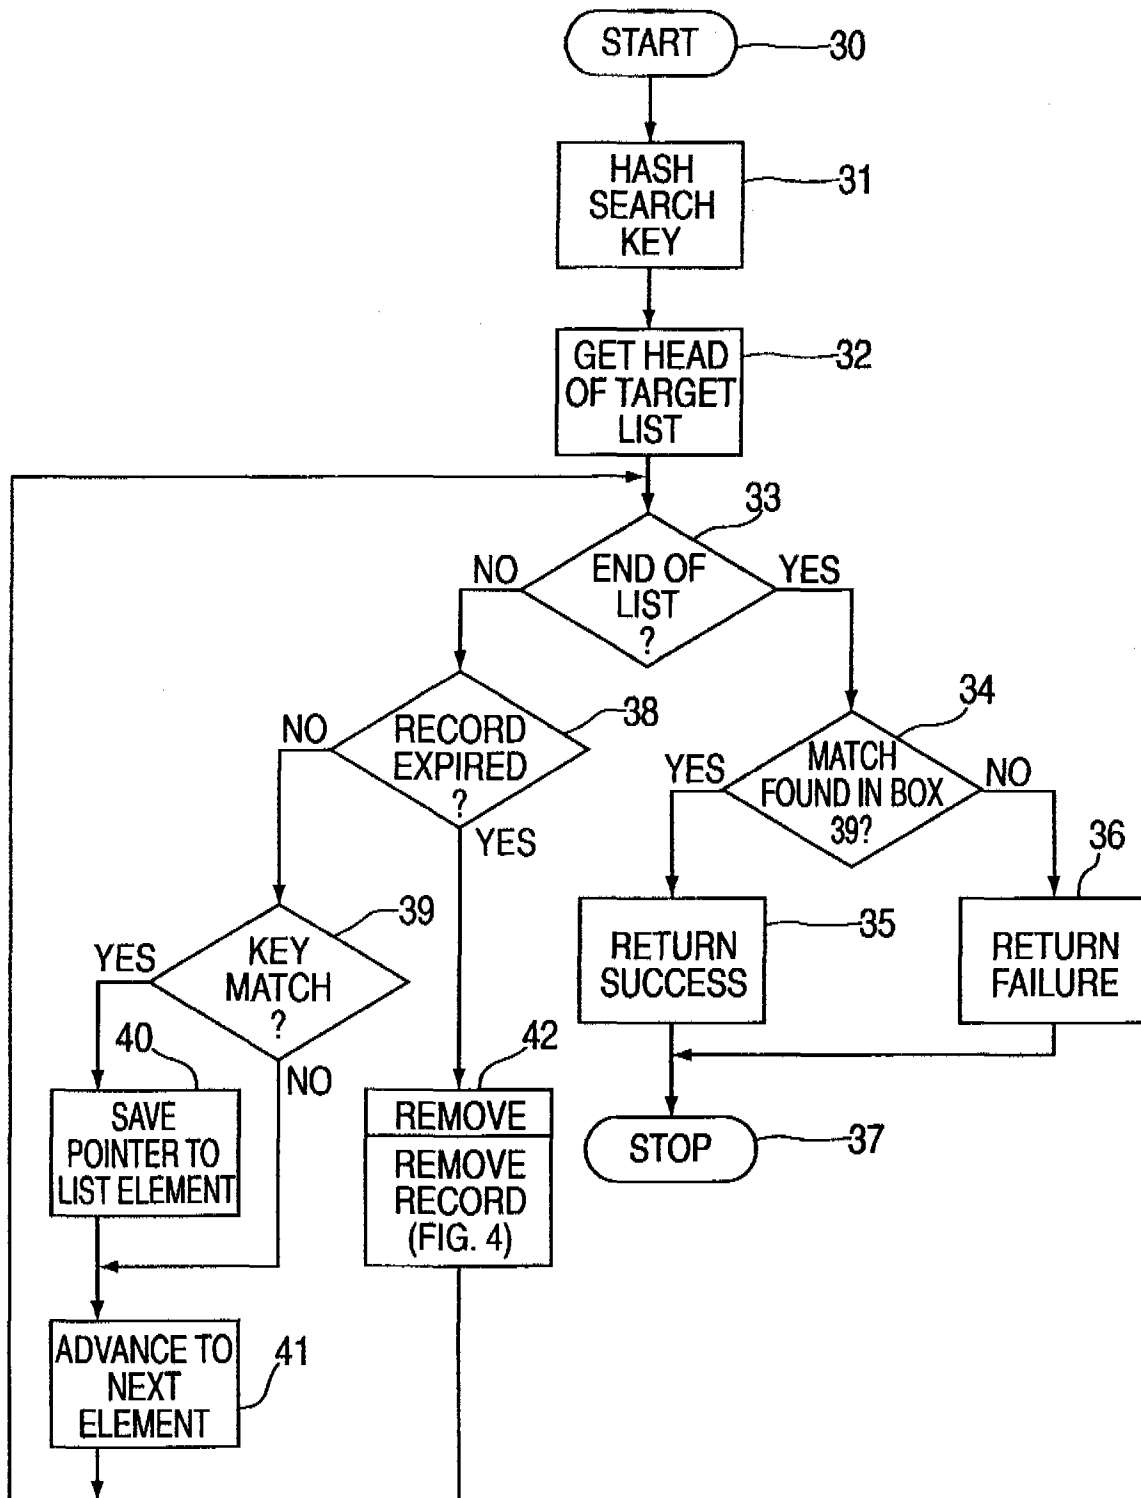 START
30
HASH
SEARCH
KEY
31
GET HEAD
OF TARGET
LIST
32
33
NO
END OF
LIST
?
YES
34
NO
RECORD
EXPIRED
?
38
YES
YES
MATCH
FOUND IN BOX
39?
NO
36
39
YES
KEY
MATCH
?
NO
RETURN
SUCCESS
35
RETURN
FAILURE
40
SAVE
POINTER TO
LIST ELEMENT
42
REMOVE
REMOVE
RECORD
(FIG. 4)
STOP
37
ADVANCE TO
NEXT
ELEMENT
41